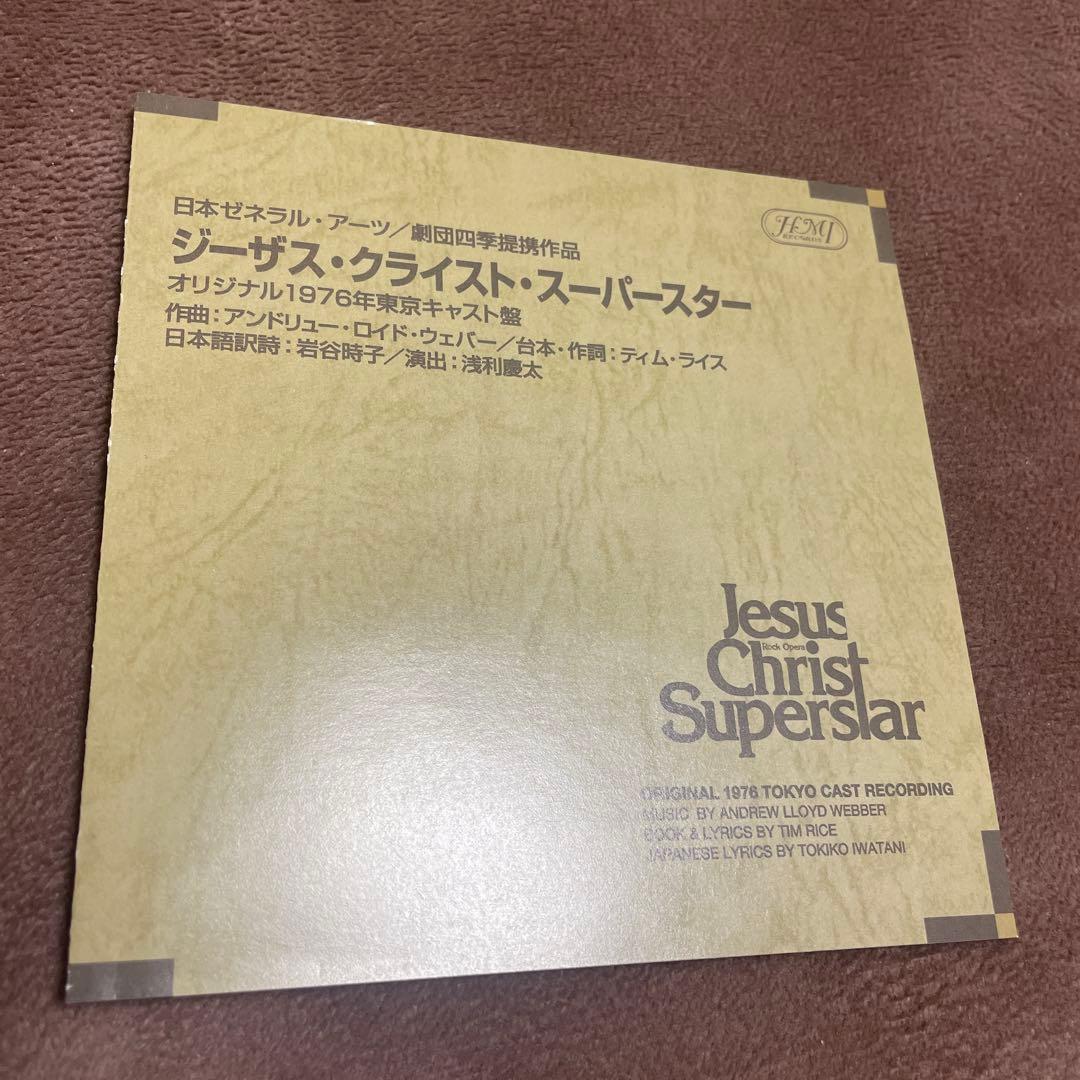 日本ゼネラル・アーツ／劇団四季提携作品
ジーザス・クライスト・スーパースター
オリジナル1976年東京キャスト盤
作曲：アンドリュー・ロイド・ウェバー／台本・作詞：ティム・ライス
日本語訳詩：岩谷時子／演出：浅利慶太
HMI
RECORDS
Jesus
Rock Opera
Christ
Superstar
ORIGINAL 1976 TOKYO CAST RECORDING
MUSIC BY ANDREW LLOYD WEBBER
BOOK & LYRICS BY TIM RICE
JAPANESE LYRICS BY TOKIKO IWATANI